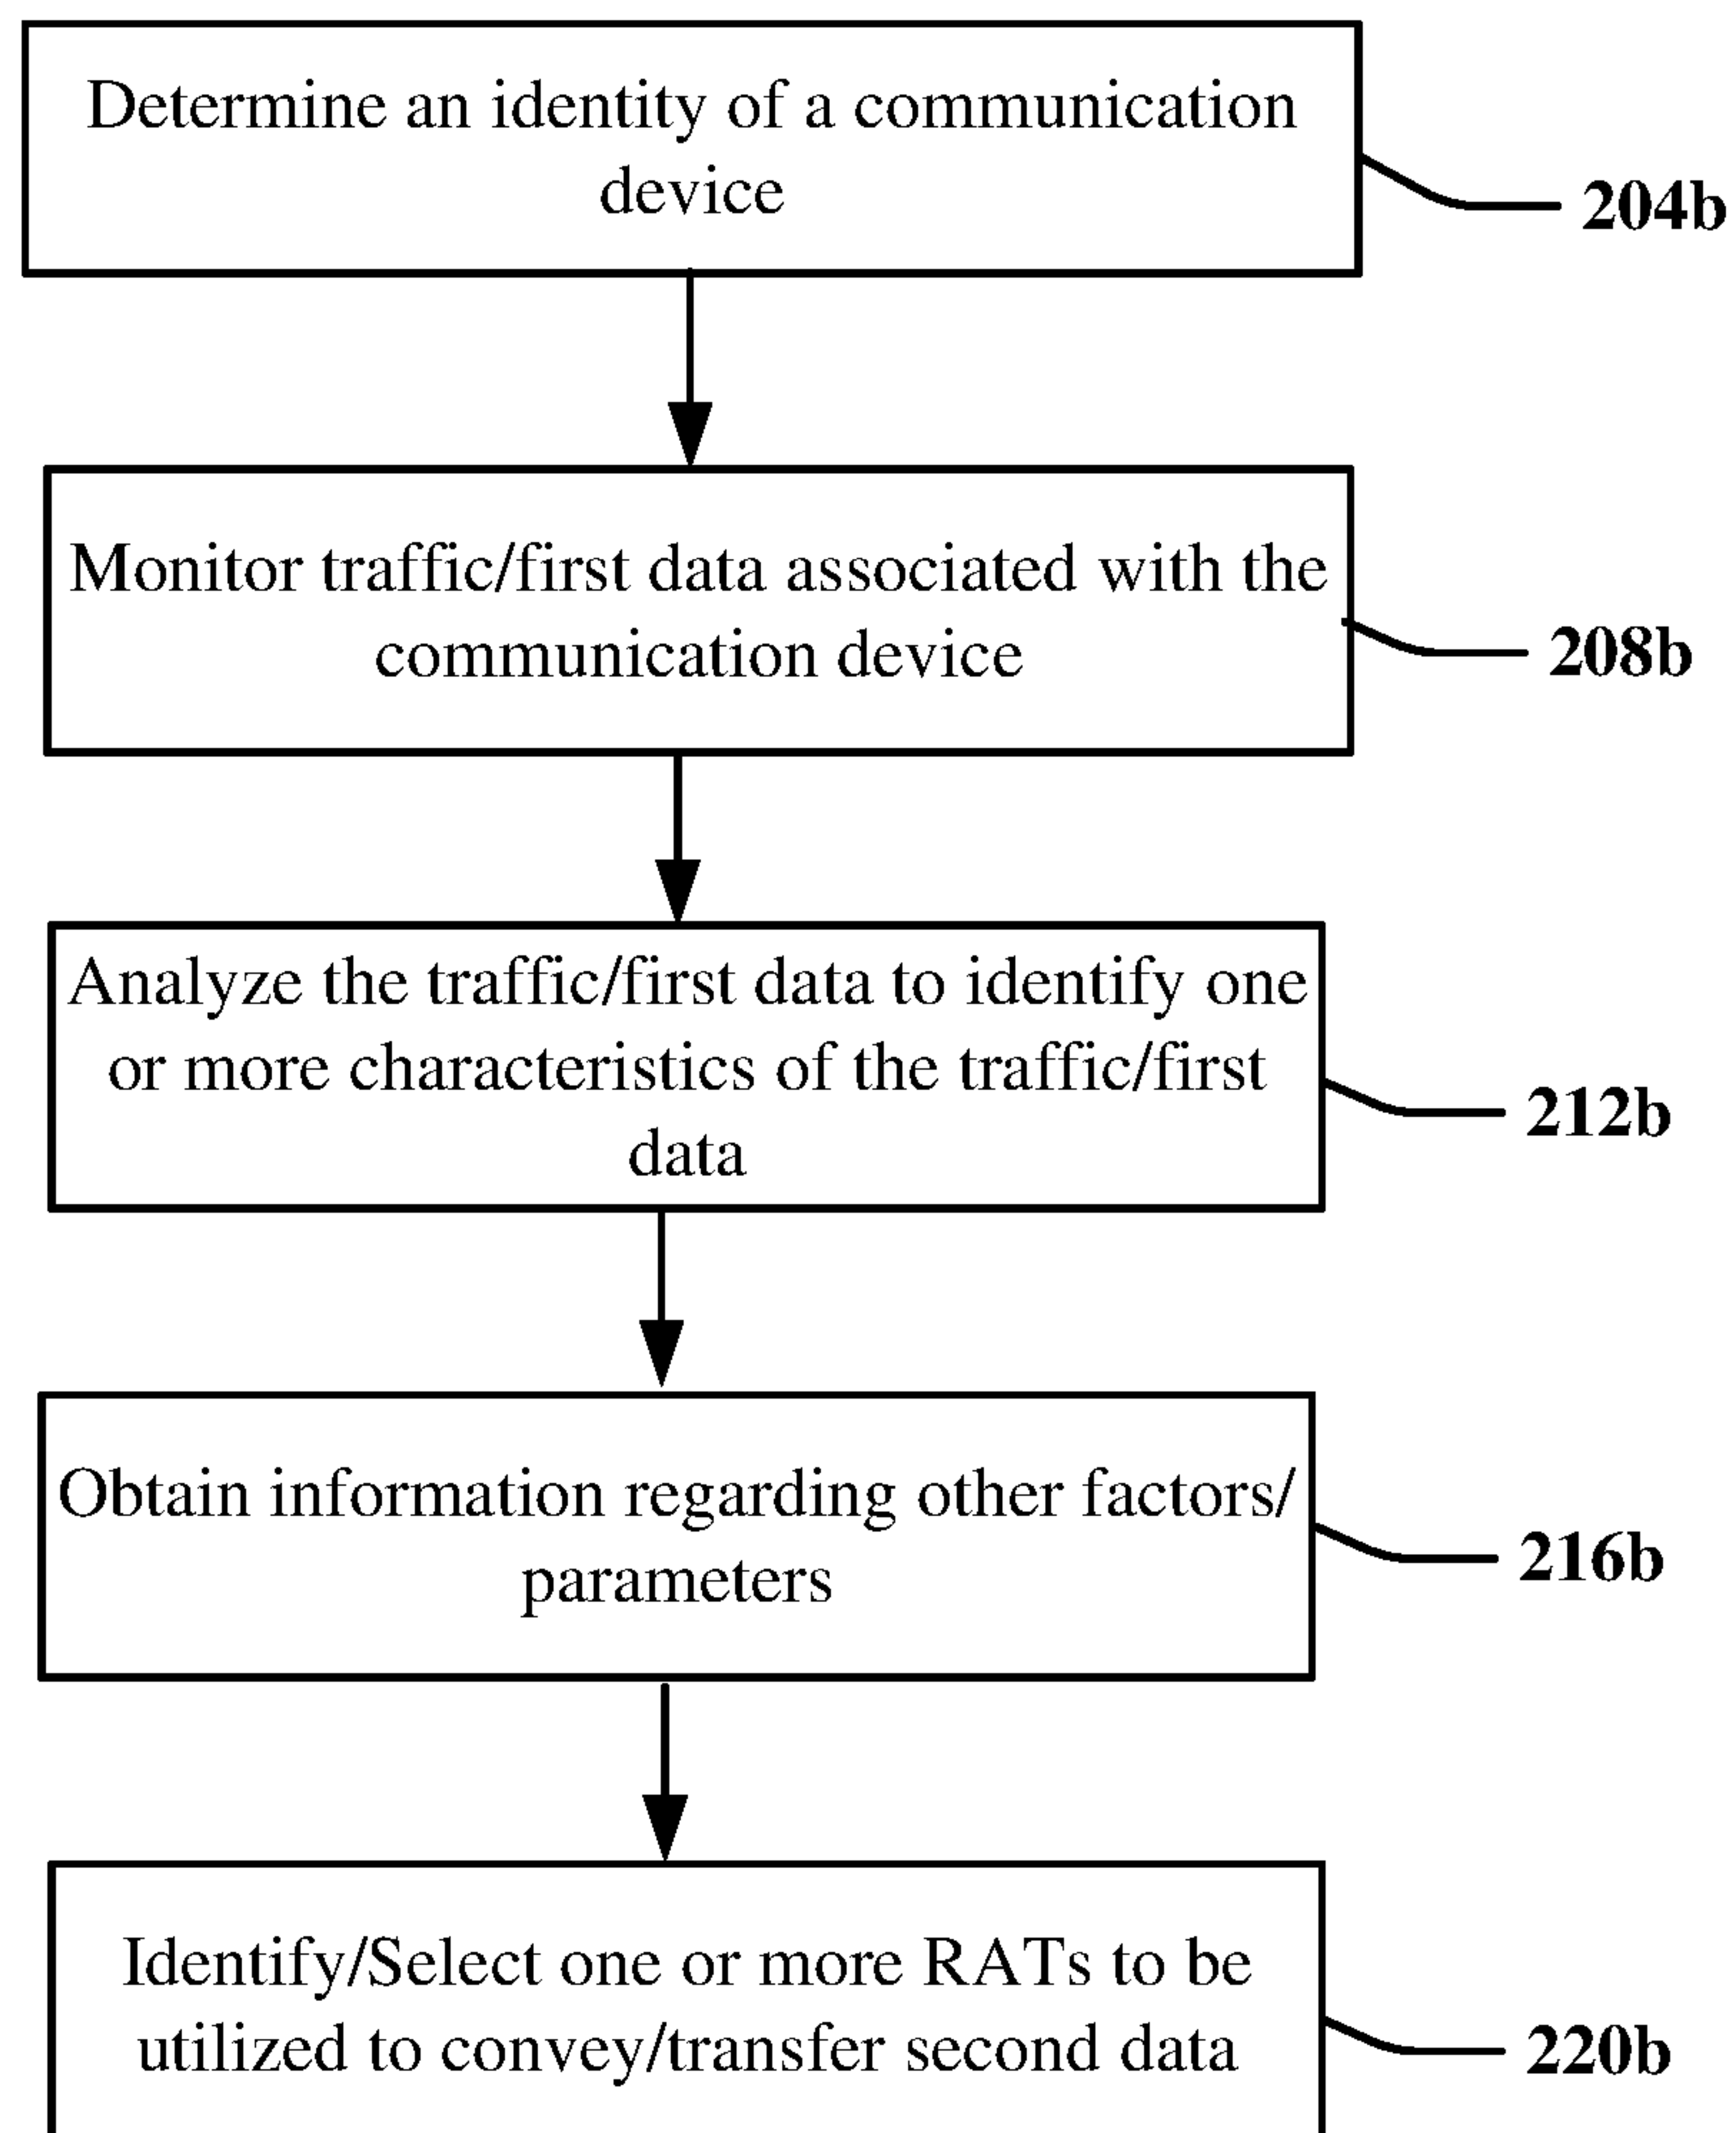 Determine an identity of a communication
device
204b
Monitor traffic/first data associated with the
communication device
208b
Analyze the traffic/first data to identify one
or more characteristics of the traffic/first
data
212b
Obtain information regarding other factors/
parameters
216b
Identify/Select one or more RATs to be
utilized to convey/transfer second data
220b